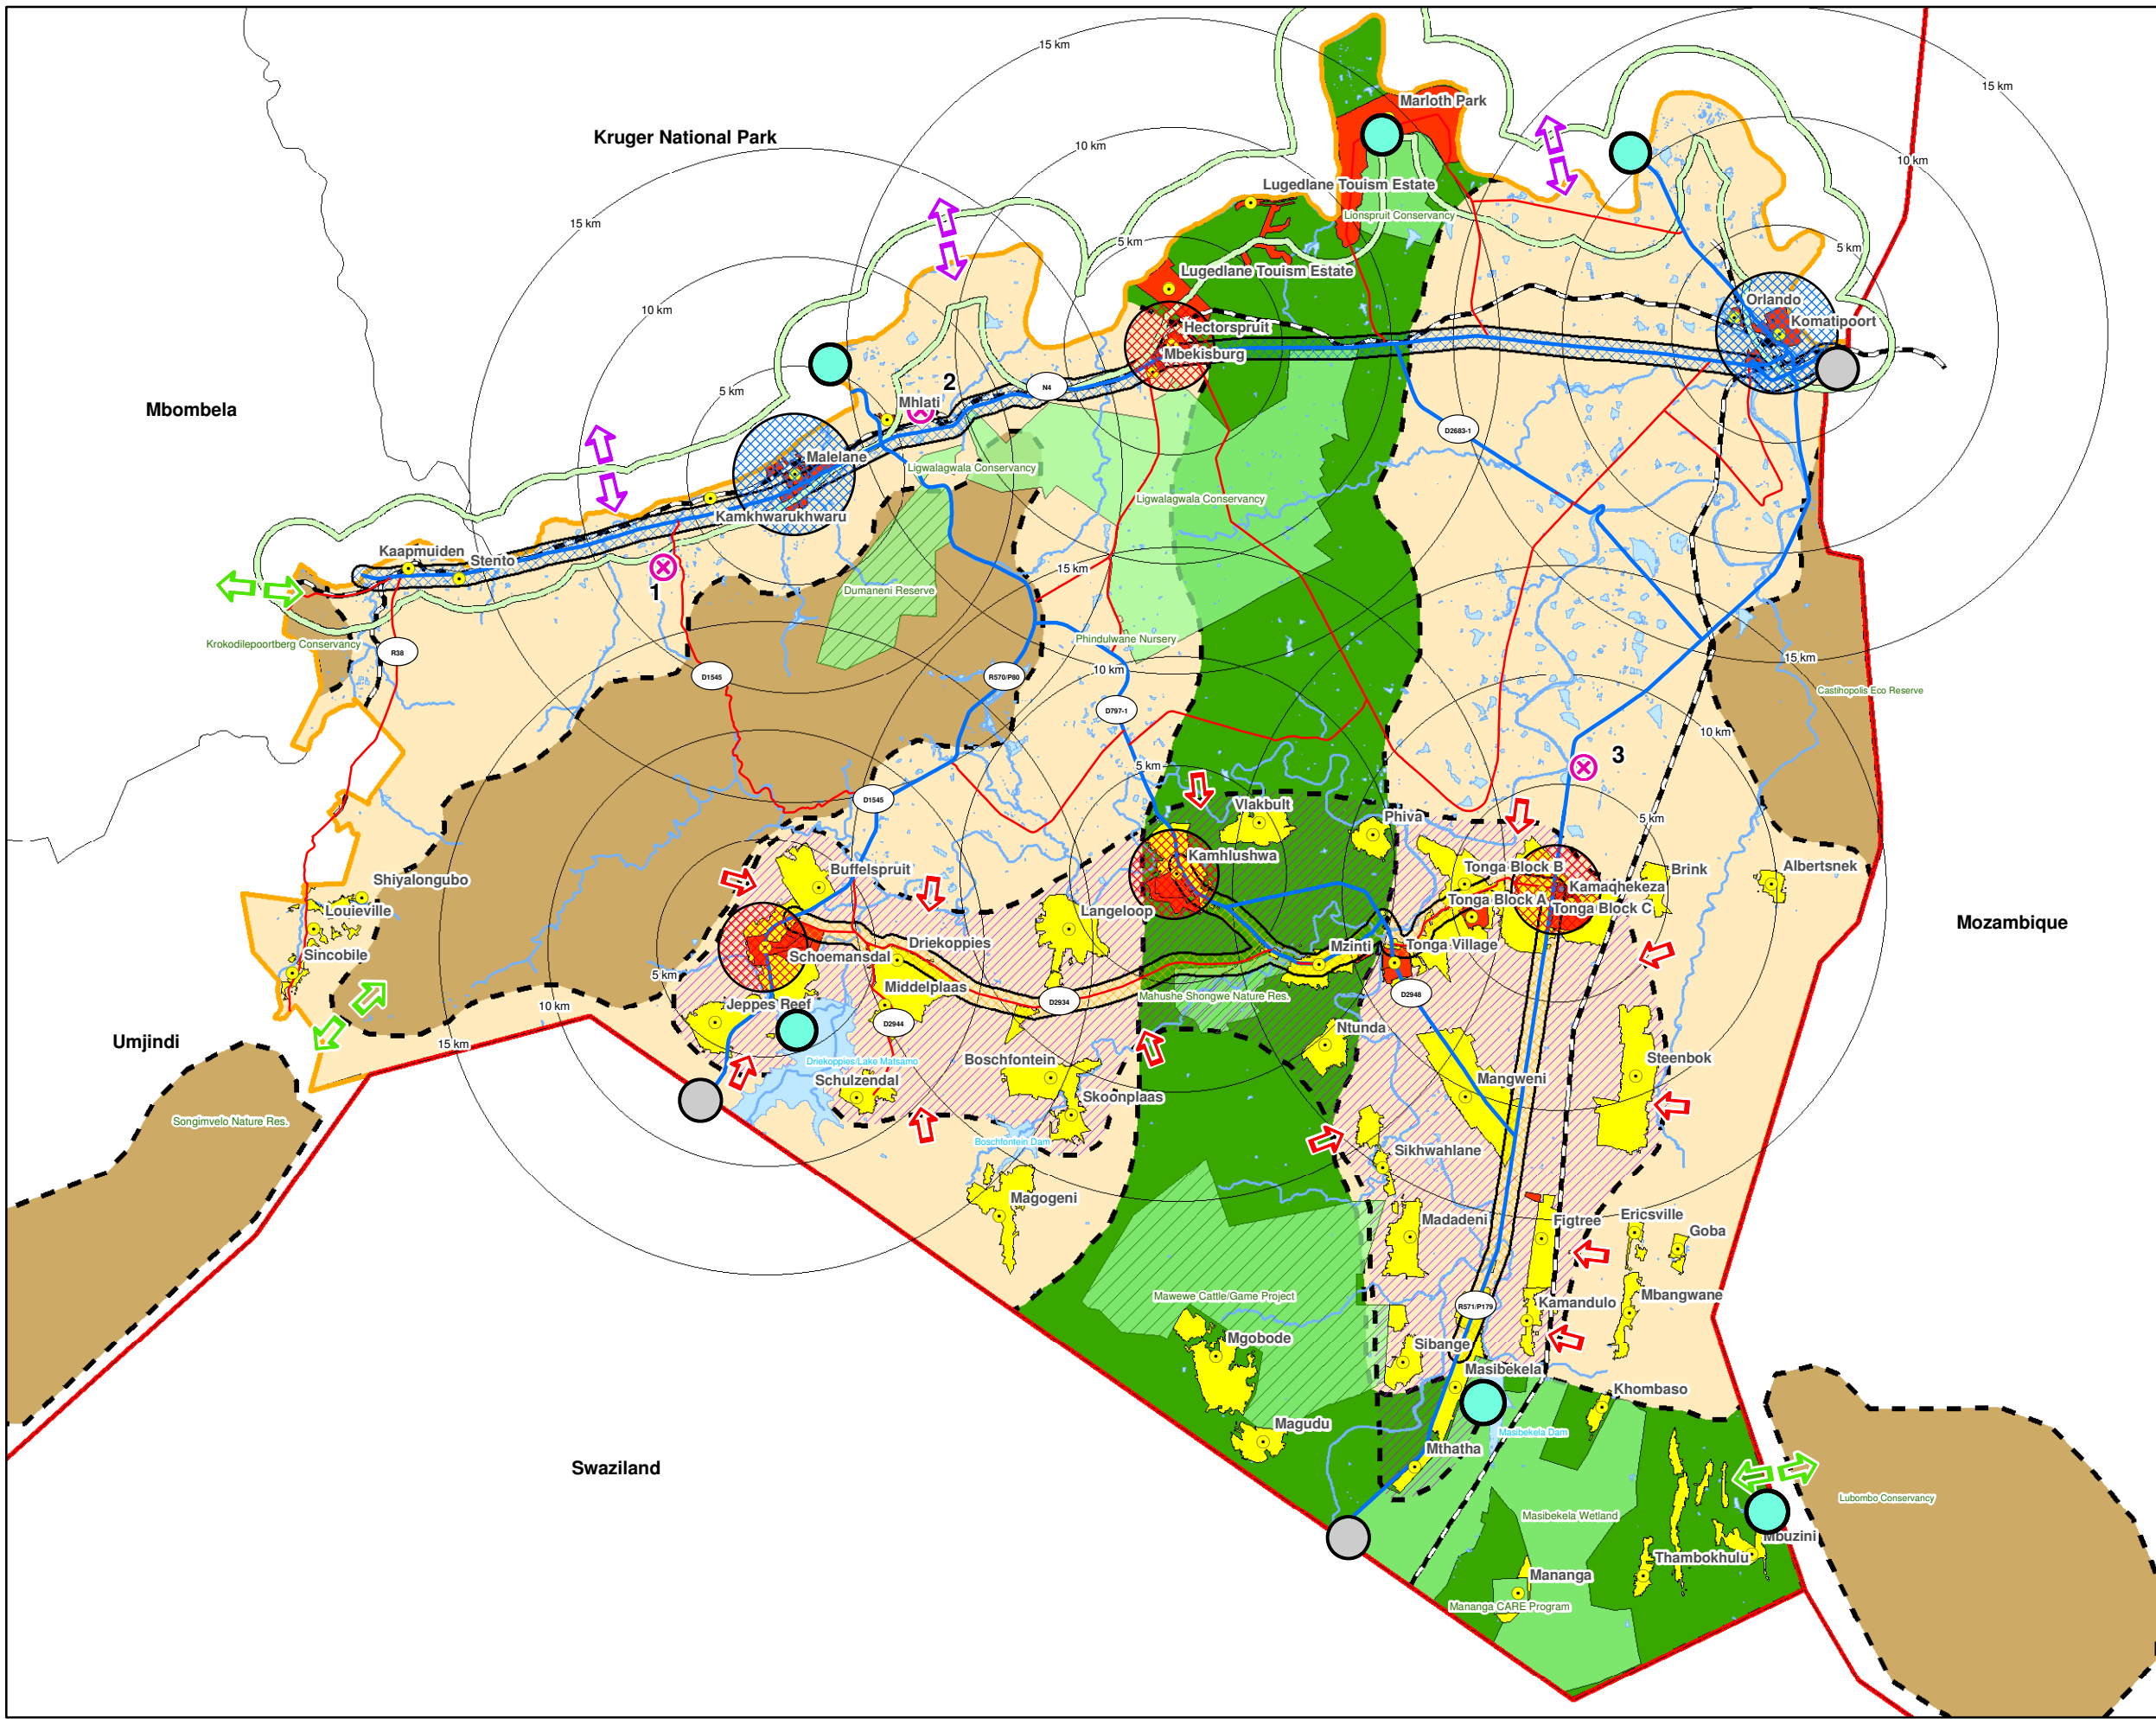 15 km
15 km
Marloth Park
Kruger National Park
10 km
10 km
Lugedlane Touism Estate
15 km
Lionspruit Conservancy
5 km
5 km
Lugedlane Touism Estate
Orlando
10 km
Komatipoort
Hectorspruit
Mbekisburg
2
N4
5 km
Mhlati
Mbombela
D2683-1
Malelane
Ligwalagwala Conservancy
Ligwalagwala Conservancy
Kamkhwarukhwaru
Kaapmuiden
Stento
15 km
1
Dumaneni Reserve
Phindulwane Nursery
Krokodilepoortberg Conservancy
R38
15 km
10 km
D1545
R570/P80
Castlhopolis Eco Reserve
D797-1
10 km
3
5 km
D1545
Vlakbult
Phiva
5 km
Kamhlushwa
Tonga Block B
Buffelspruit
Brink
Albertsnek
Shiyalongubo
Kamaqhekeza
Tonga Block A
Louieville
Langeloop
Tonga Block C
Mozambique
Driekoppies
Mzinti
Tonga Village
Sincobile
Schoemansdal
5 km
Middelplaas
Mahushe Shongwe Nature Res.
D2948
Jeppes Reef
D2934
10 km
D2944
Ntunda
Umjindi
15 km
Driekoppies/Lake Matsamo
Boschfontein
Steenbok
Schulzendal
Mangweni
Skoonplaas
Songimvelo Nature Res.
Boschfontein Dam
Sikhwahlane
Magogeni
Ericsville
Madadeni
Figtree
Goba
Mawewe Cattle/Game Project
Mbangwane
R571/P179
Kamandulo
Mgobode
Sibange
Masibekela
Khombaso
Magudu
Masibekela Dam
Mthatha
Swaziland
Lubombo Conservancy
Masibekela Wetland
Mbuzini
Thambokhulu
Mananga
Mananga CARE Program